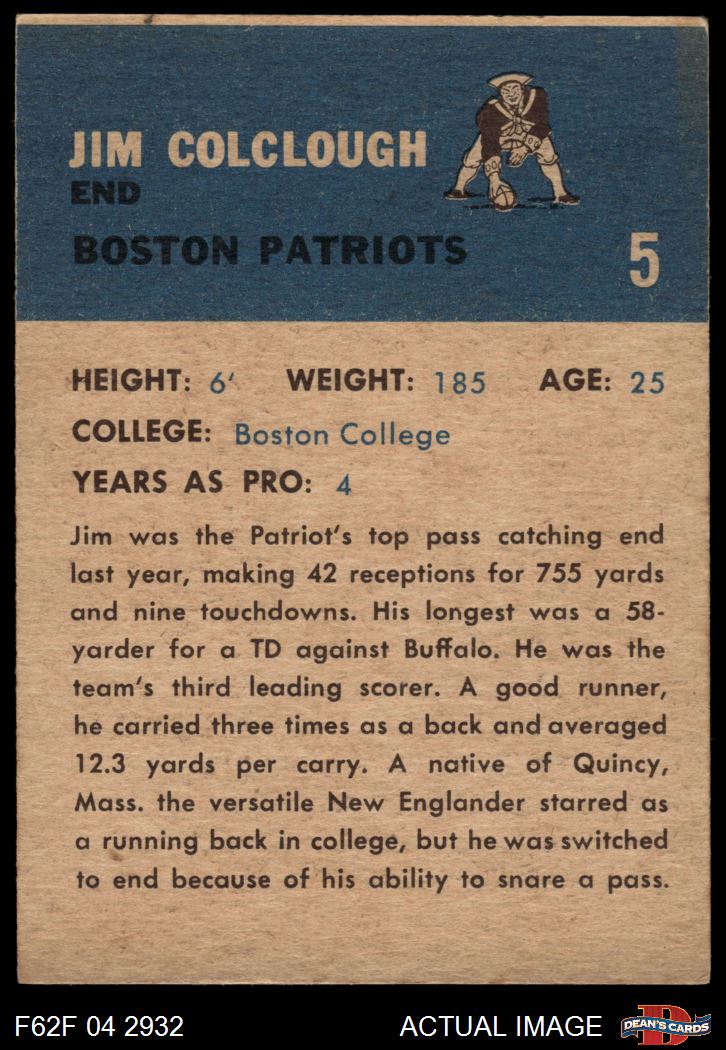 JIM COLCLOUGH
END
BOSTON PATRIOTS
5
HEIGHT: 6' WEIGHT: 185 AGE: 25
COLLEGE: Boston College
YEARS AS PRO: 4
Jim was the Patriot's top pass catching end
last year, making 42 receptions for 755 yards
and nine touchdowns. His longest was a 58-
yarder for a TD against Buffalo. He was the
team's third leading scorer. A good runner,
he carried three times as a back and averaged
12.3 yards per carry. A native of Quincy,
Mass. the versatile New Englander starred as
a running back in college, but he was switched
to end because of his ability to snare a pass.
F62F 04 2932 ACTUAL IMAGE D DEAN'S CARDS